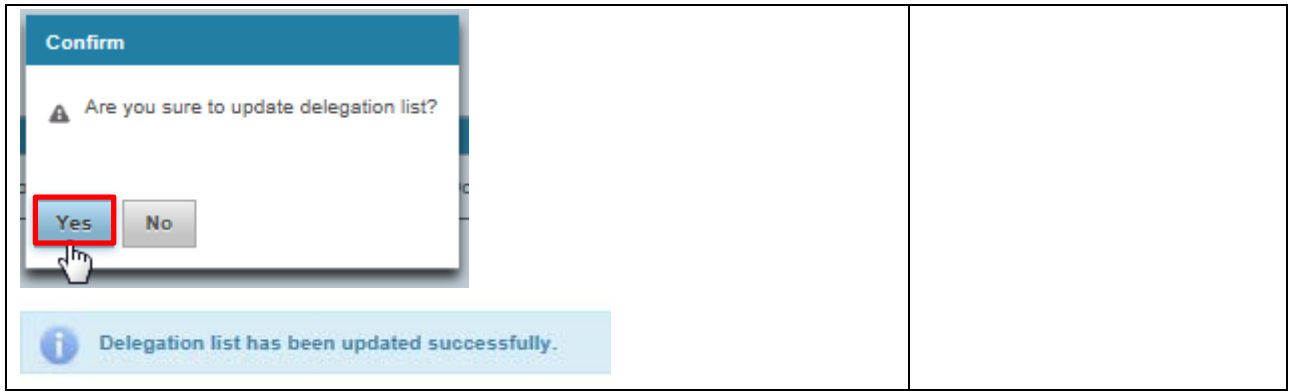 Confirm
Are you sure to update delegation list?
Yes
No
Delegation list has been updated successfully.